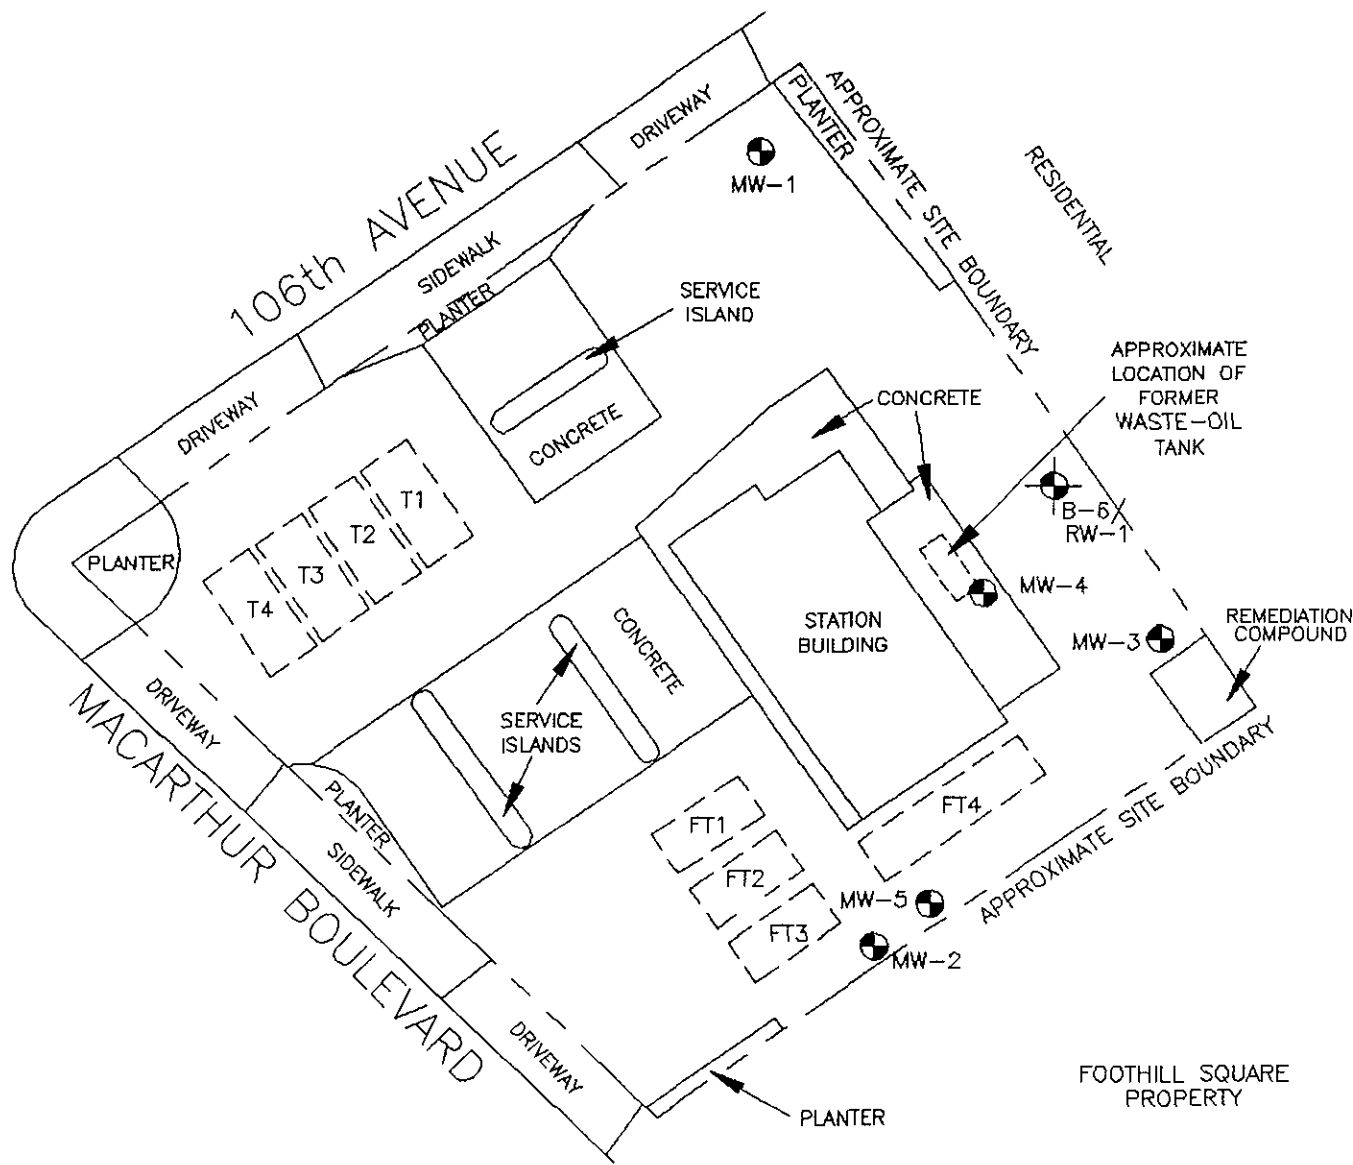 DRIVEWAY
PLANTER
APPROXIMATE SITE BOUNDARY
RESIDENTIAL
MW-1
106th AVENUE
SIDEWALK
PLANTER
SERVICE
ISLAND
CONCRETE
DRIVEWAY
APPROXIMATE
LOCATION OF
FORMER
WASTE-OIL
TANK
CONCRETE
T1
T2
T3
T4
PLANTER
B-6
RW-1
MW-4
MW-3
REMEDIATION
COMPOUND
STATION
BUILDING
CONCRETE
SERVICE
ISLANDS
DRIVEWAY
MACARTHUR BOULEVARD
PLANTER
SIDEWALK
FT1
FT2
FT3
FT4
MW-5
MW-2
APPROXIMATE SITE BOUNDARY
DRIVEWAY
PLANTER
FOOTHILL SQUARE
PROPERTY